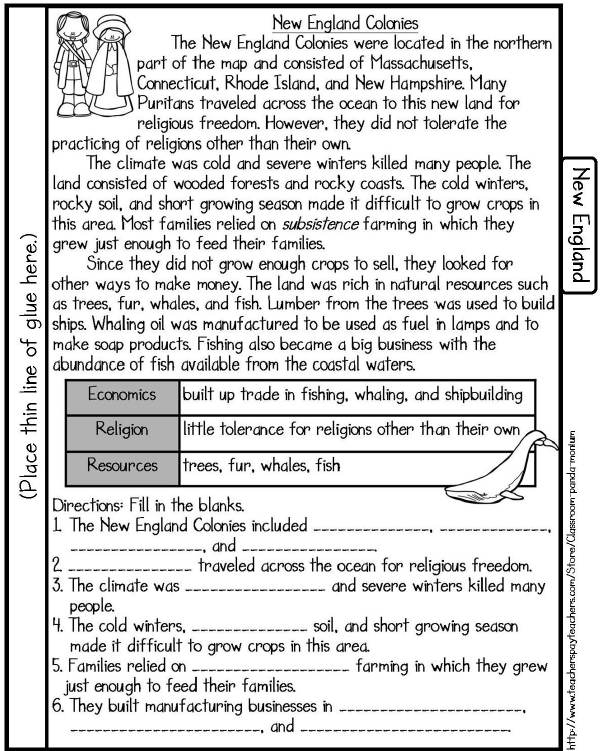 New England Colonies
The New England Colonies were located in the northern
part of the map and consisted of Massachusetts,
Connecticut, Rhode Island, and New Hampshire. Many
Puritans traveled across the ocean to this new land for
religious freedom. However, they did not tolerate the
practicing of religions other than their own.
The climate was cold and severe winters killed many people. The
land consisted of wooded forests and rocky coasts. The cold winters,
rocky soil, and short growing season made it difficult to grow crops in
this area. Most families relied on subsistence farming in which they
grew just enough to feed their families.
Since they did not grow enough crops to sell, they looked for
other ways to make money. The land was rich in natural resources such
as trees, fur, whales, and fish. Lumber from the trees was used to build
ships. Whaling oil was manufactured to be used as fuel in lamps and to
make soap products. Fishing also became a big business with the
abundance of fish available from the coastal waters.
Economics built up trade in fishing, whaling, and shipbuilding
Religion little tolerance for religions other than their own
Resources trees, fur, whales, fish
Directions: Fill in the blanks.
1. The New England Colonies included ______________, ______________,
________________, and ________________.
2. ________________ traveled across the ocean for religious freedom.
3. The climate was ________________ and severe winters killed many
people.
4. The cold winters, ______________ soil, and short growing season
made it difficult to grow crops in this area.
5. Families relied on ________________ farming in which they grew
just enough to feed their families.
6. They built manufacturing businesses in ____________________,
____________________, and ____________________.
(Place thin line of glue here.)
New England
http://www.teacherspayteachers.com/Store/Classroom-panda-monium